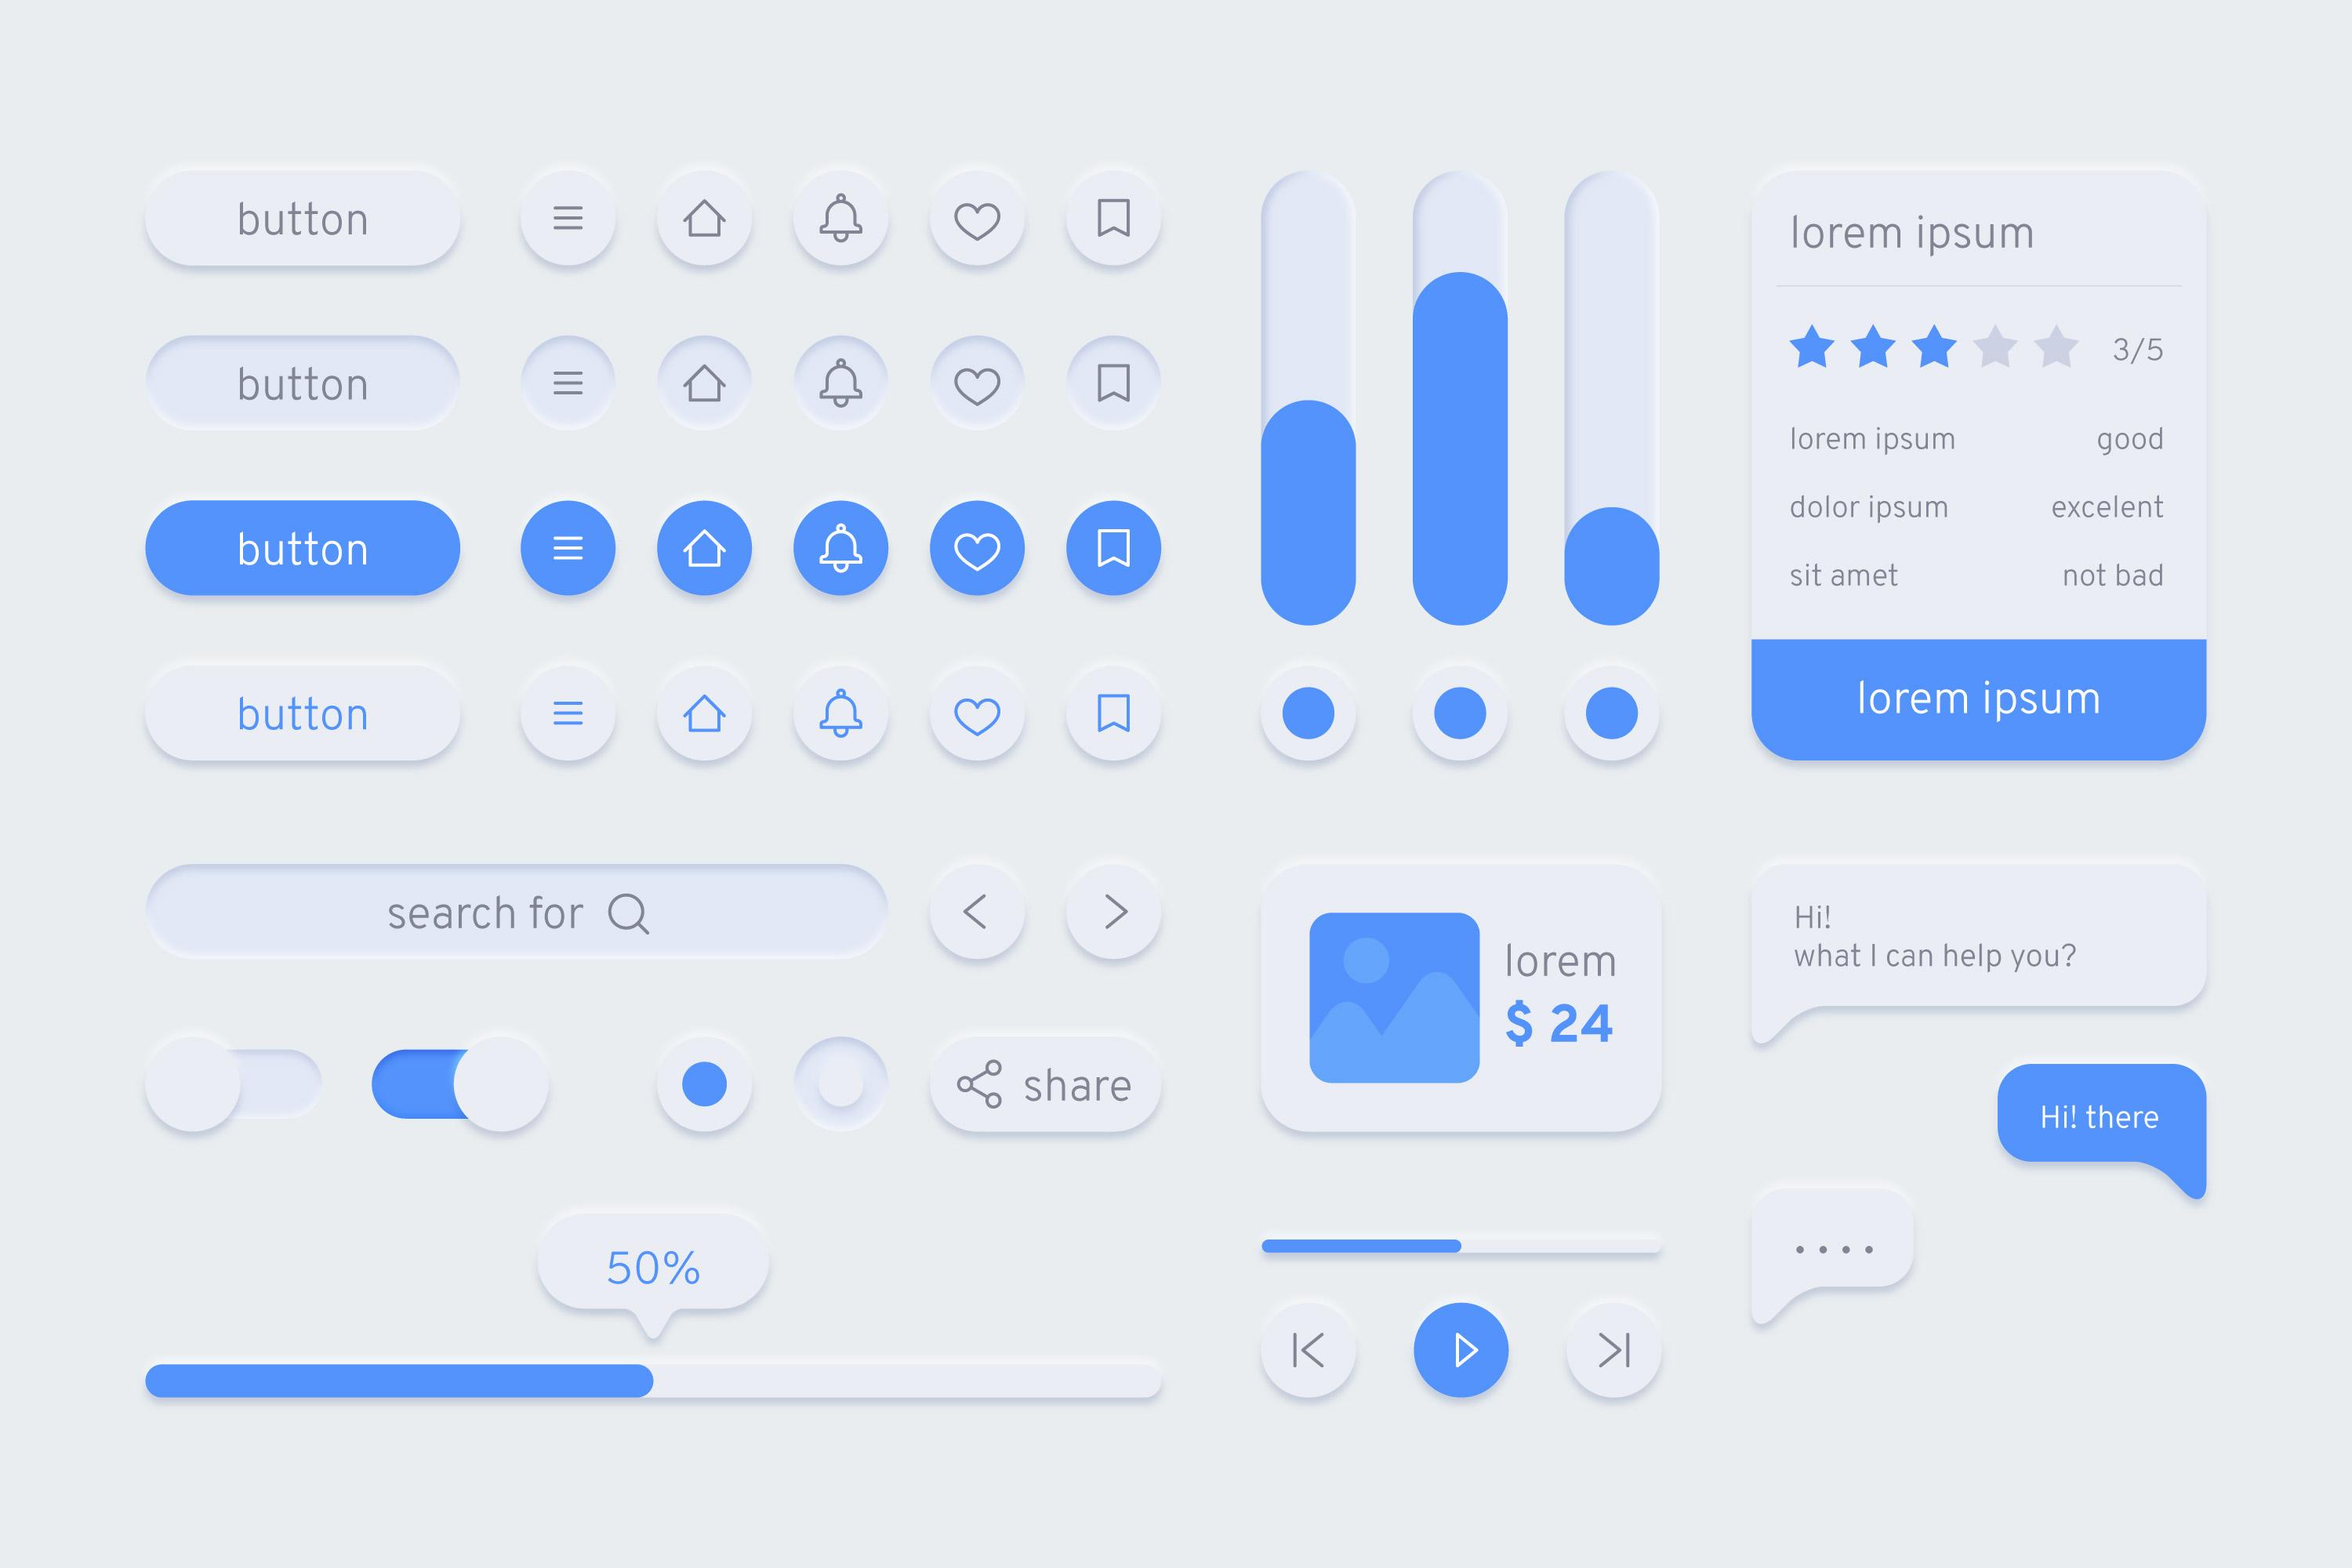 button
button
button
button
search for
share
50%
lorem ipsum
3/5
lorem ipsum good
dolor ipsum excelent
sit amet not bad
lorem ipsum
lorem
$ 24
Hi!
what I can help you?
Hi! there
....